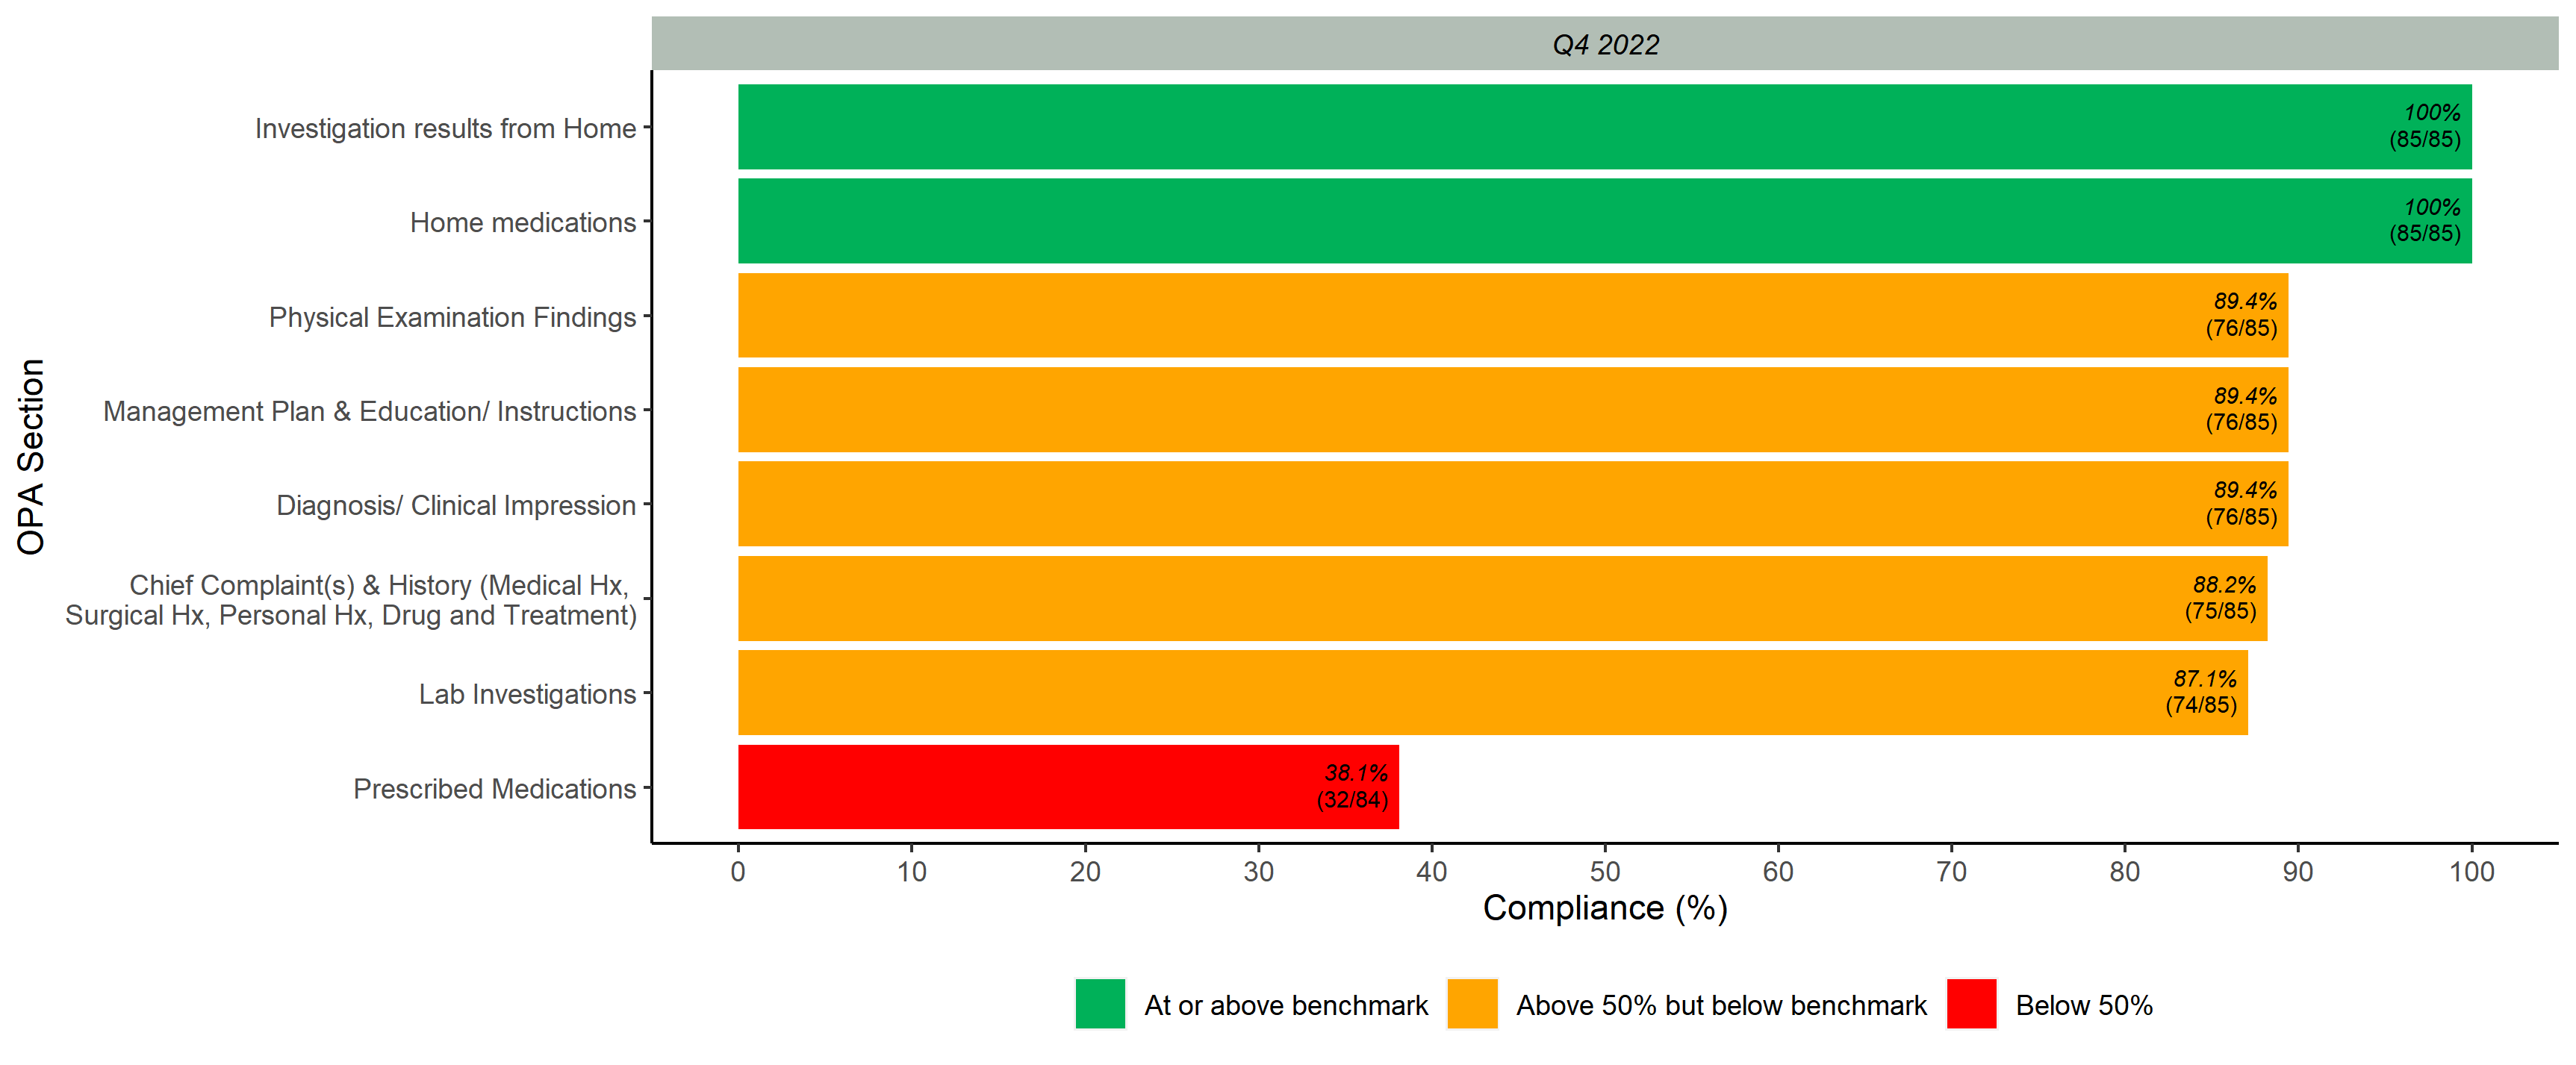 Q4 2022
OPA Section
Investigation results from Home
100%
(85/85)
Home medications
100%
(85/85)
Physical Examination Findings
89.4%
(76/85)
Management Plan & Education/ Instructions
89.4%
(76/85)
Diagnosis/ Clinical Impression
89.4%
(76/85)
Chief Complaint(s) & History (Medical Hx,
Surgical Hx, Personal Hx, Drug and Treatment)
88.2%
(75/85)
Lab Investigations
87.1%
(74/85)
Prescribed Medications
38.1%
(32/84)
0 10 20 30 40 50 60 70 80 90 100
Compliance (%)
At or above benchmark Above 50% but below benchmark Below 50%